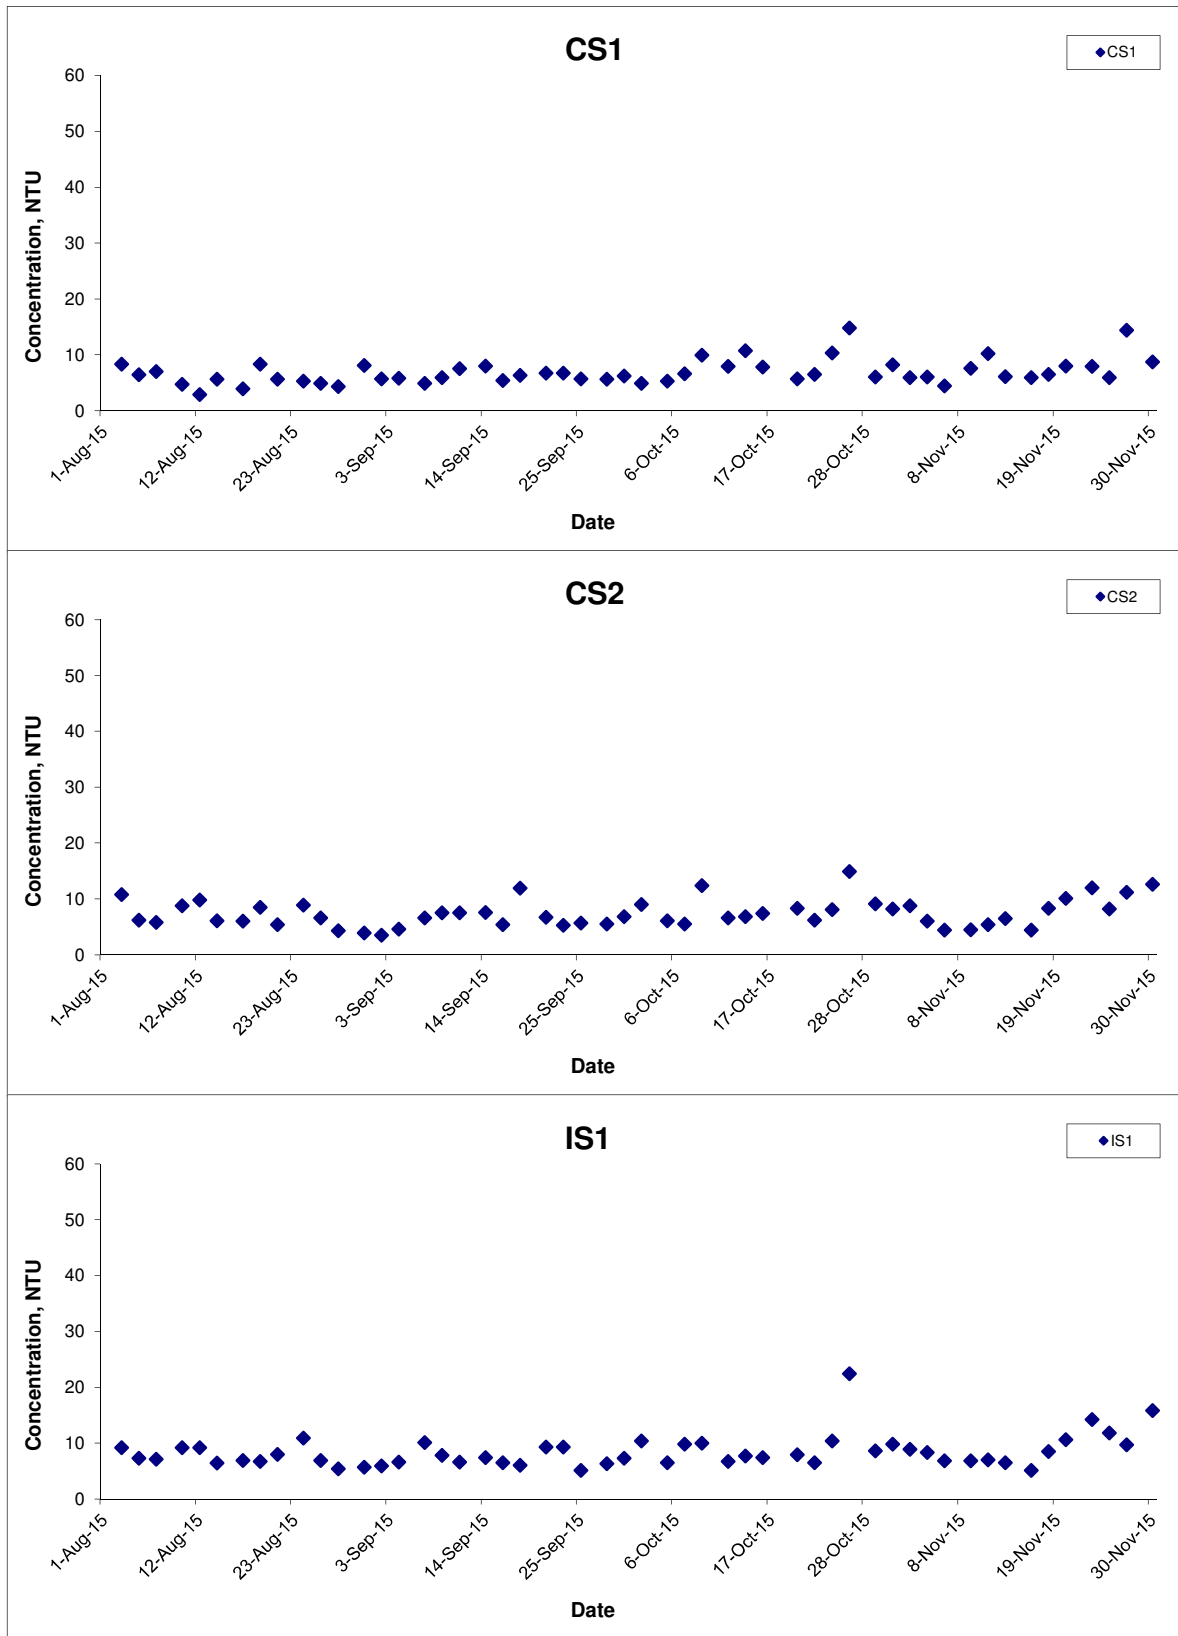 CS1
CS1
60
50
40
30
20
10
0
Concentration, NTU
1-Aug-15
12-Aug-15
23-Aug-15
3-Sep-15
14-Sep-15
25-Sep-15
6-Oct-15
17-Oct-15
28-Oct-15
8-Nov-15
19-Nov-15
30-Nov-15
Date
CS2
CS2
60
50
40
30
20
10
0
Concentration, NTU
1-Aug-15
12-Aug-15
23-Aug-15
3-Sep-15
14-Sep-15
25-Sep-15
6-Oct-15
17-Oct-15
28-Oct-15
8-Nov-15
19-Nov-15
30-Nov-15
Date
IS1
IS1
60
50
40
30
20
10
0
Concentration, NTU
1-Aug-15
12-Aug-15
23-Aug-15
3-Sep-15
14-Sep-15
25-Sep-15
6-Oct-15
17-Oct-15
28-Oct-15
8-Nov-15
19-Nov-15
30-Nov-15
Date